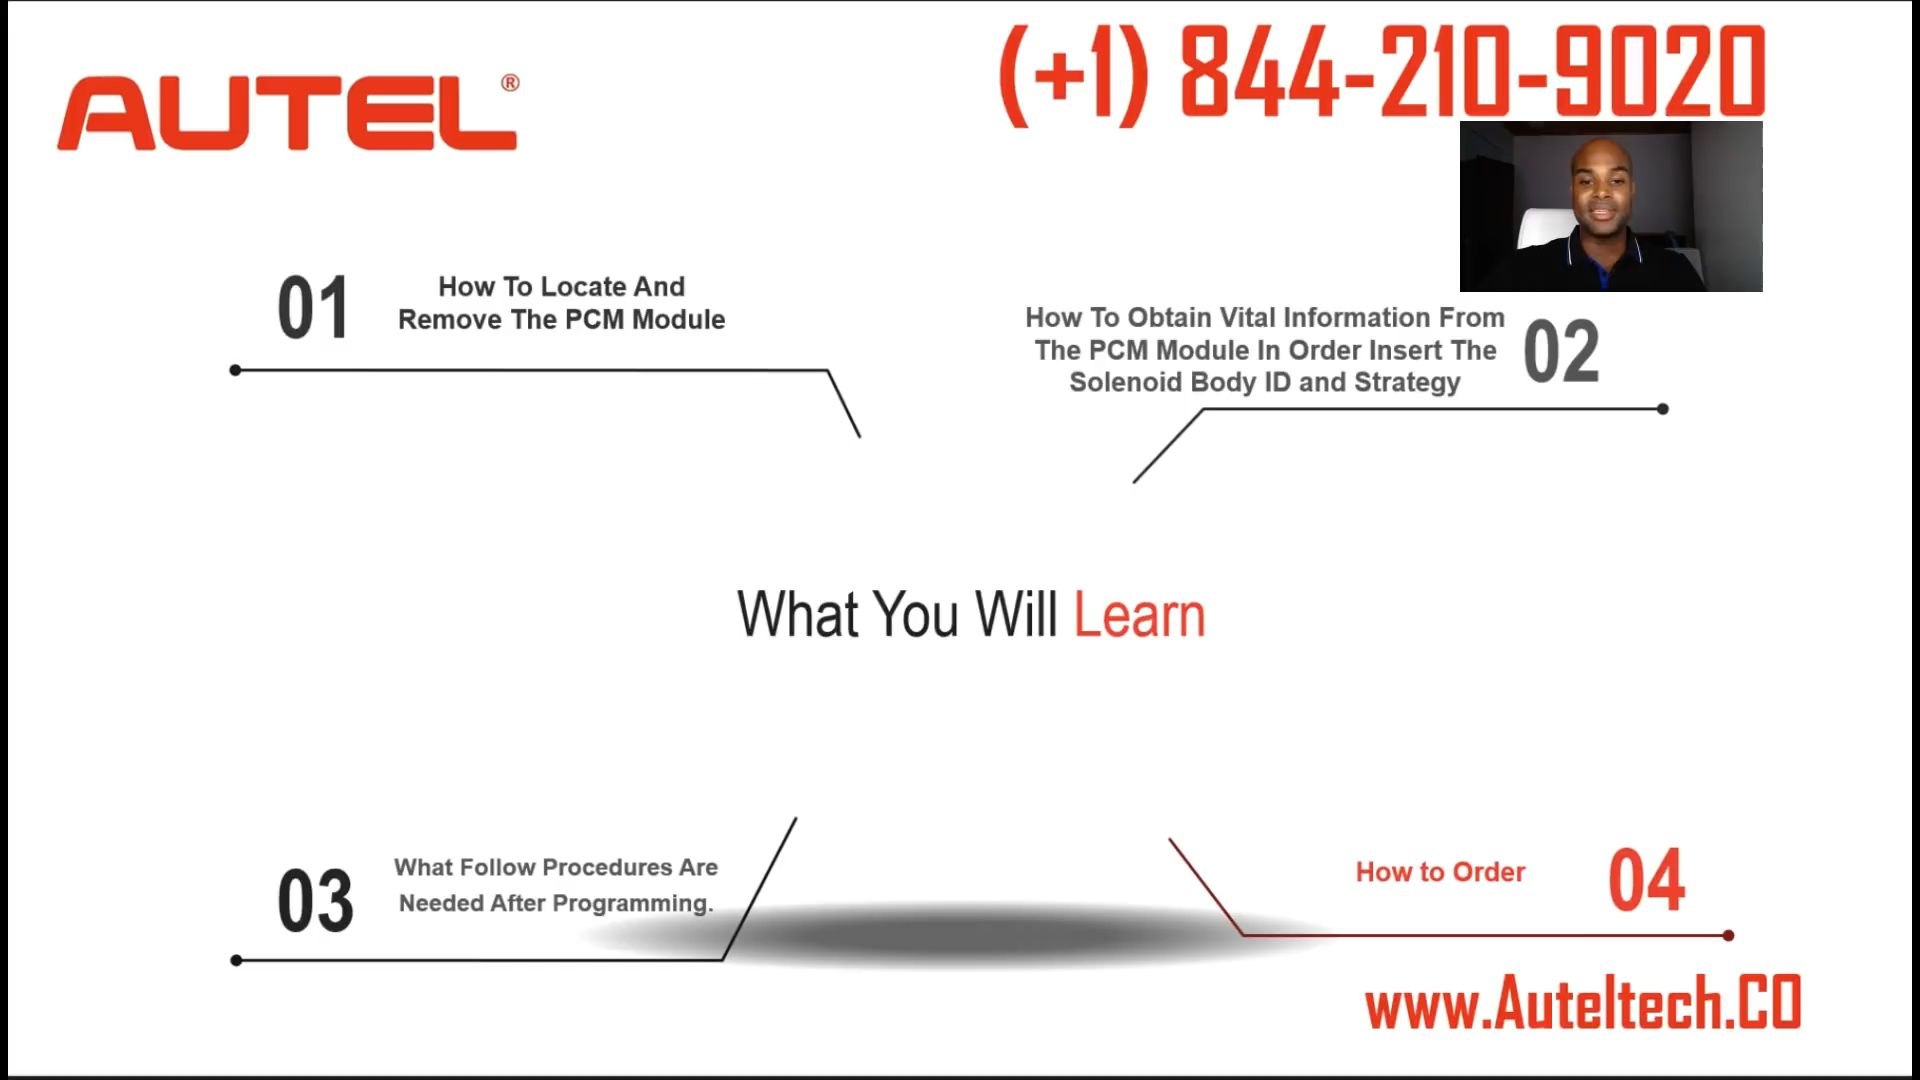 AUTEL®
(+1) 844-210-9020
01
How To Locate And
Remove The PCM Module
How To Obtain Vital Information From
The PCM Module In Order Insert The
Solenoid Body ID and Strategy
02
What You Will Learn
03
What Follow Procedures Are
Needed After Programming.
How to Order
04
www.Auteltech.CO